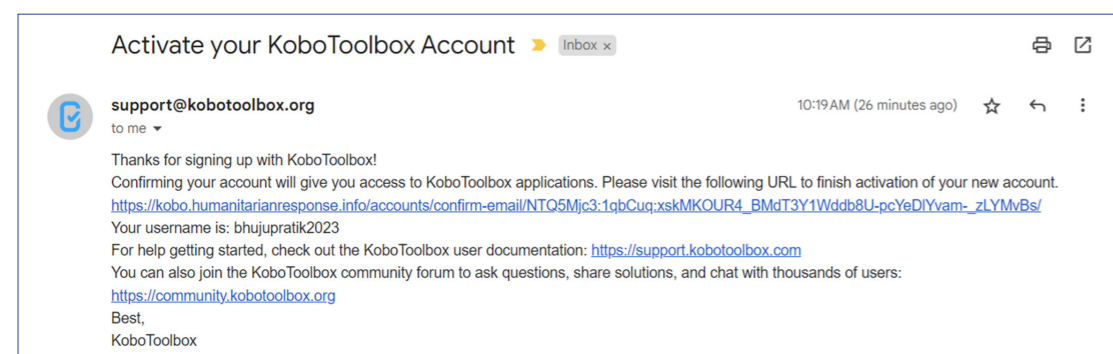 Activate your KoboToolbox Account Inbox ×
support@kobotoolbox.org 10:19 AM (26 minutes ago)
to me
Thanks for signing up with KoboToolbox!
Confirming your account will give you access to KoboToolbox applications. Please visit the following URL to finish activation of your new account.
https://kobo.humanitarianresponse.info/accounts/confirm-email/NTQ5Mjc3:1qbCuq:xskMKOUR4_BMdT3Y1Wddb8U-pcYeDlYvam-_zLYMvBs/
Your username is: bhujupratik2023
For help getting started, check out the KoboToolbox user documentation: https://support.kobotoolbox.com
You can also join the KoboToolbox community forum to ask questions, share solutions, and chat with thousands of users:
https://community.kobotoolbox.org
Best,
KoboToolbox